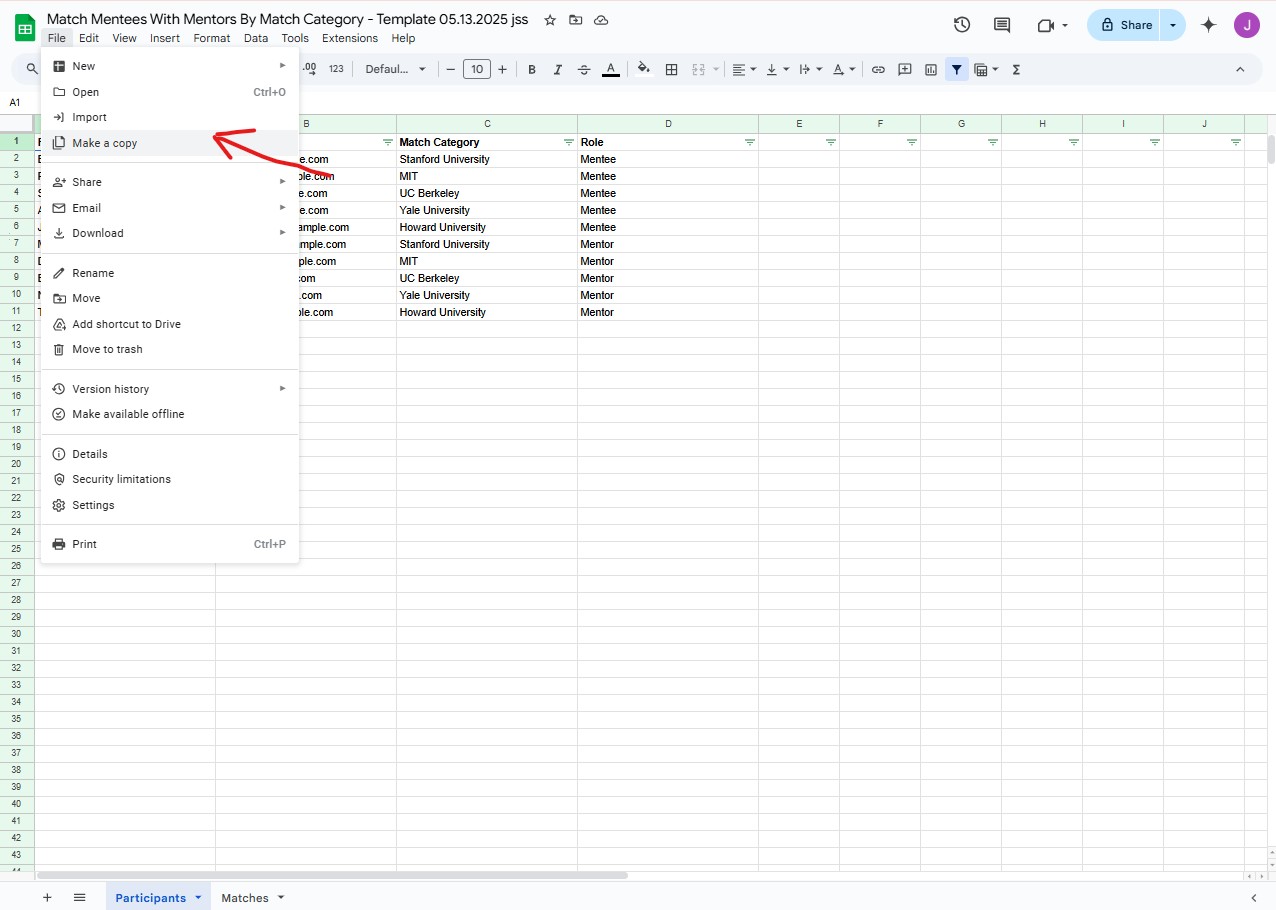 Match Mentees With Mentors By Match Category - Template 05.13.2025 jss
File Edit View Insert Format Data Tools Extensions Help
Share
J
.00 123 Defaul... 10 B I A
A1
New
Open Ctrl+O
Import
Make a copy
Share
Email
Download
Rename
Move
Add shortcut to Drive
Move to trash
Version history
Make available offline
Details
Security limitations
Settings
Print Ctrl+P
B C D E F G H I J
1 Match Category Role
2 e.com Stanford University Mentee
3 ple.com MIT Mentee
4 e.com UC Berkeley Mentee
5 e.com Yale University Mentee
6 ample.com Howard University Mentee
7 mple.com Stanford University Mentor
8 ple.com MIT Mentor
9 com UC Berkeley Mentor
10 .com Yale University Mentor
11 ple.com Howard University Mentor
12
13
14
15
16
17
18
19
20
21
22
23
24
25
26
27
28
29
30
31
32
33
34
35
36
37
38
39
40
41
42
43
Participants Matches